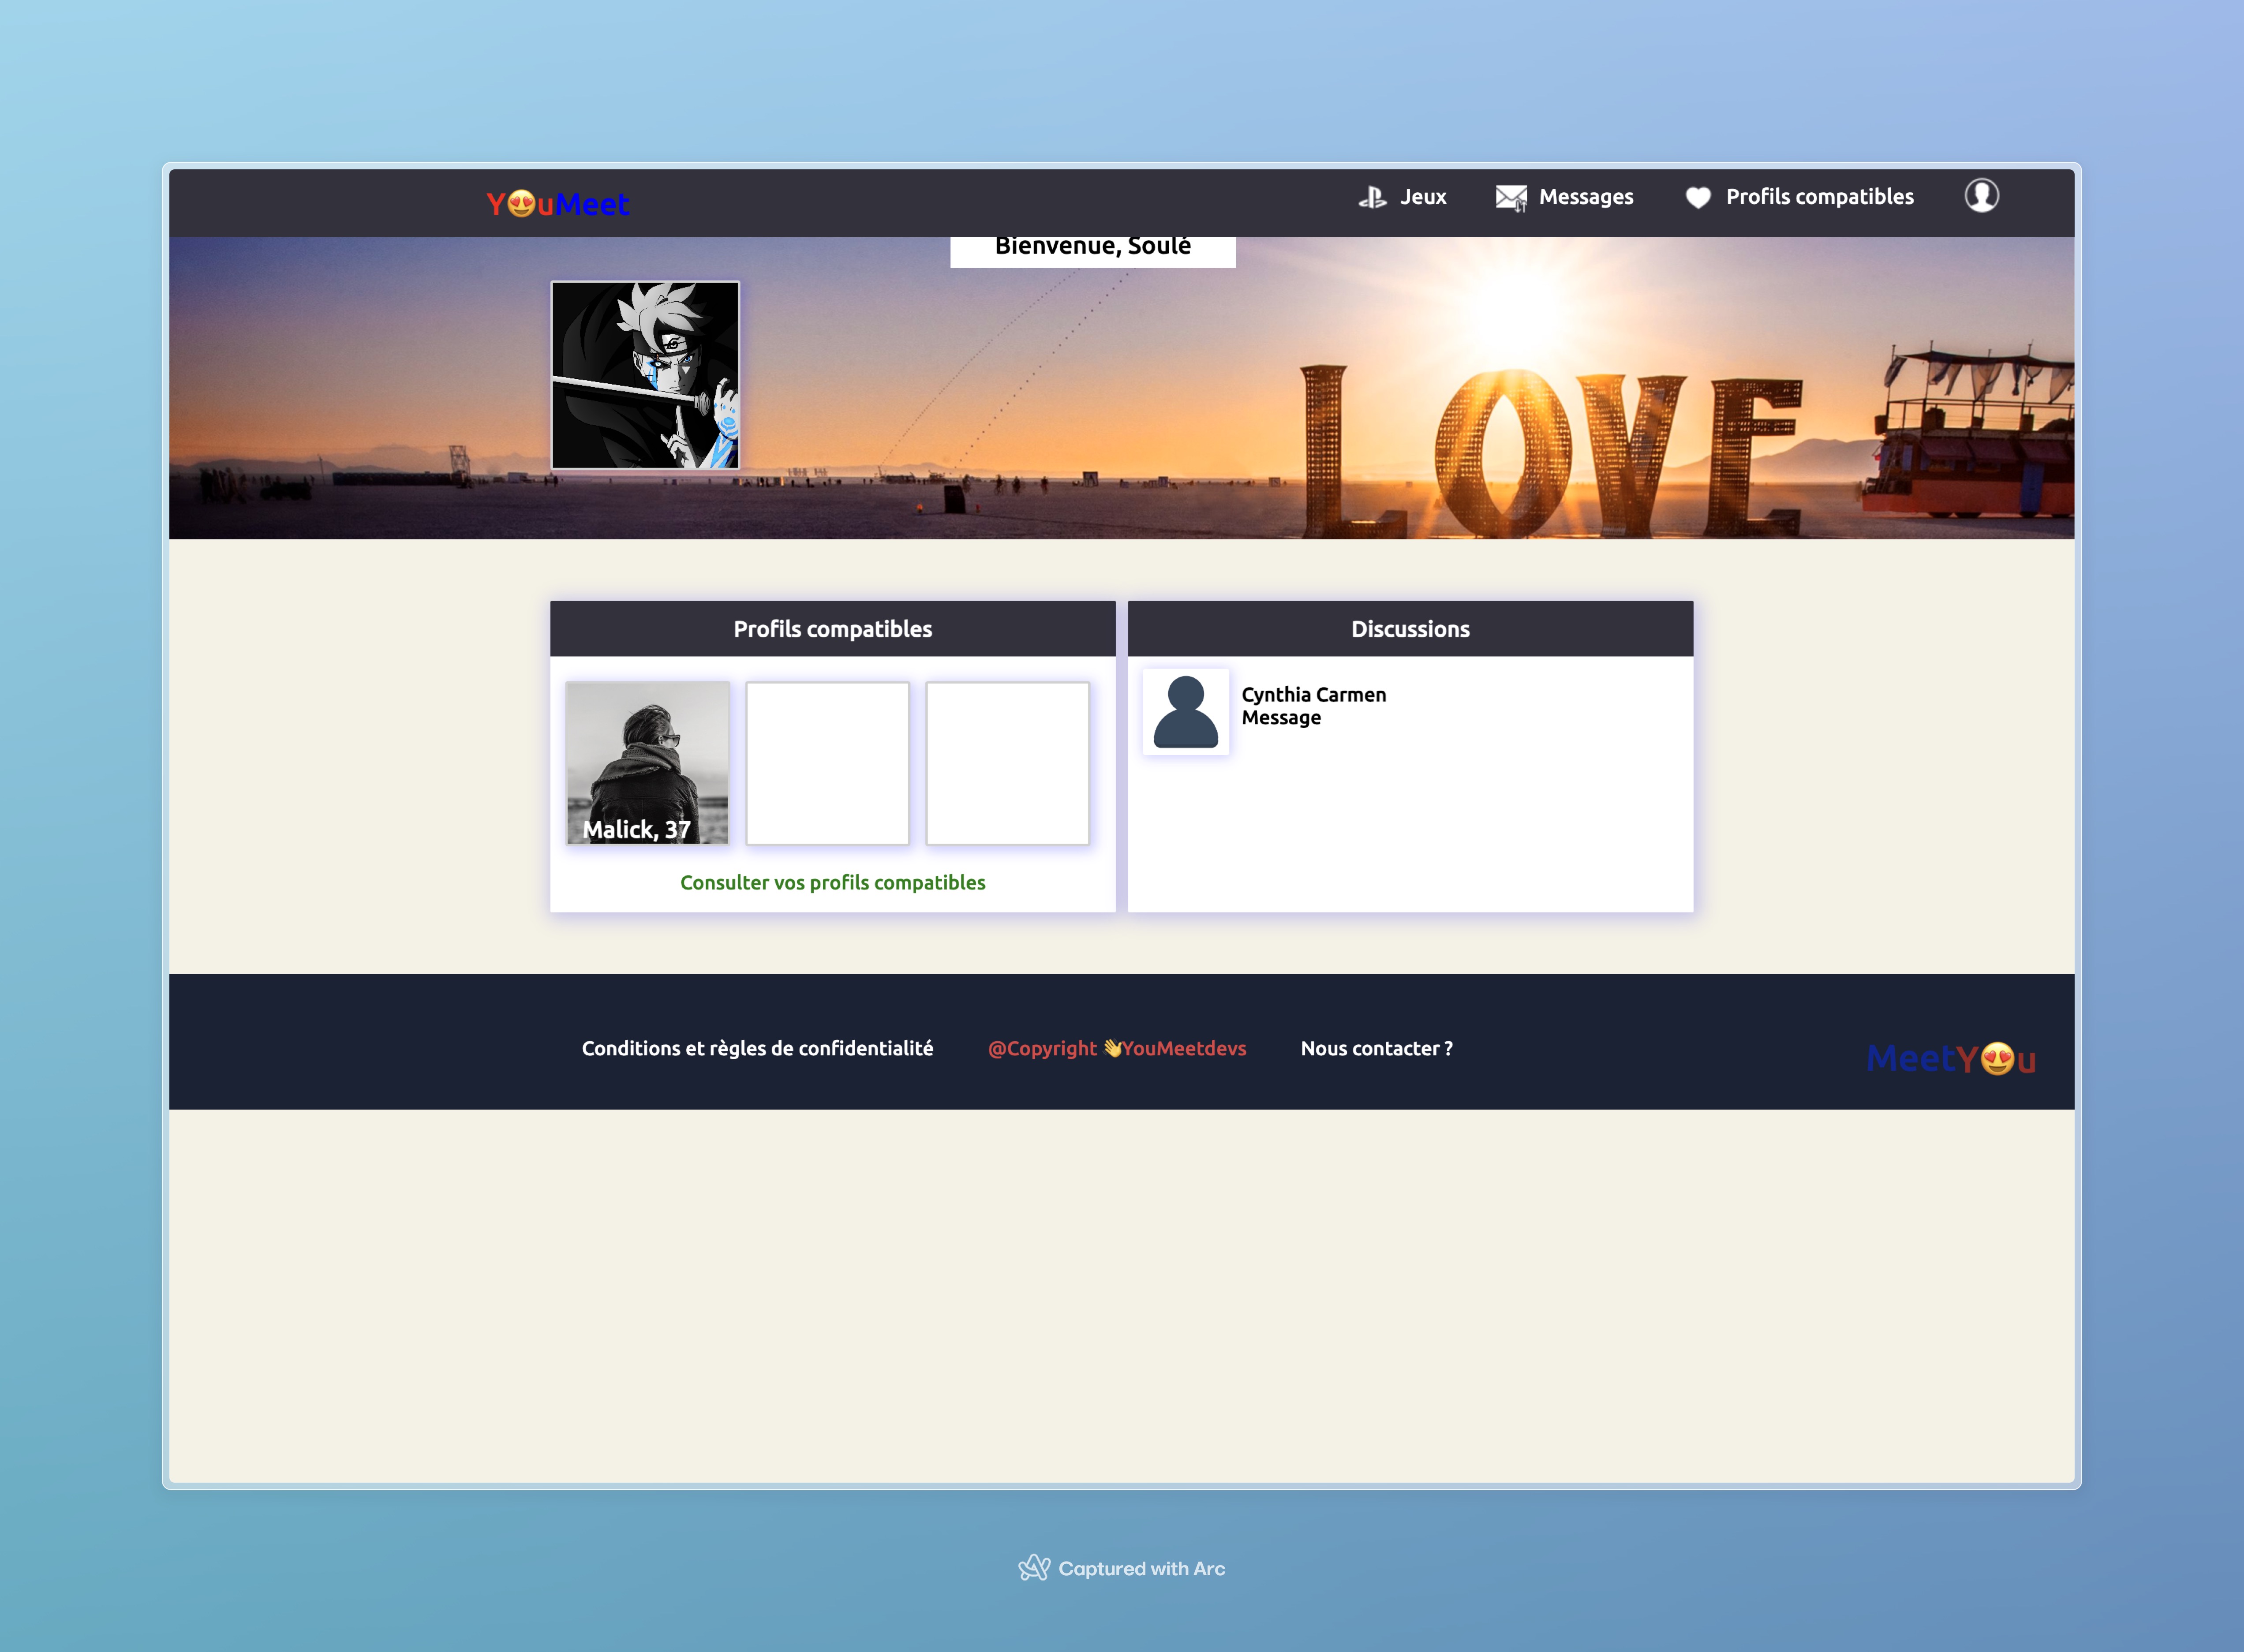 Y😍uMeet
Jeux
Messages
Profils compatibles
Bienvenue, Soulé
LOVE
Profils compatibles
Malick, 37
Consulter vos profils compatibles
Discussions
Cynthia Carmen
Message
Conditions et règles de confidentialité
@Copyright 👋YouMeetdevs
Nous contacter ?
MeetY😍u
Captured with Arc